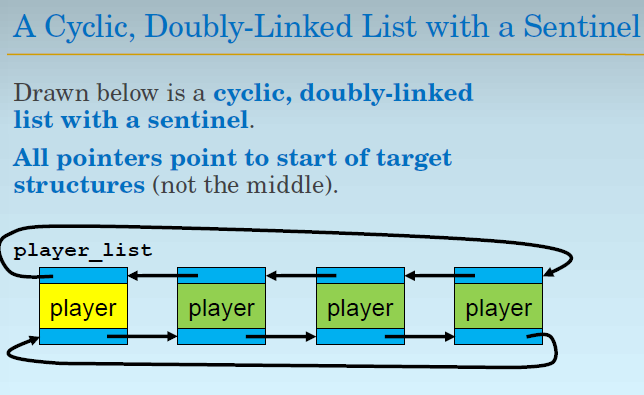 A Cyclic, Doubly-Linked List with a Sentinel
Drawn below is a cyclic, doubly-linked
list with a sentinel.
All pointers point to start of target
structures (not the middle).
player_list
player player player player